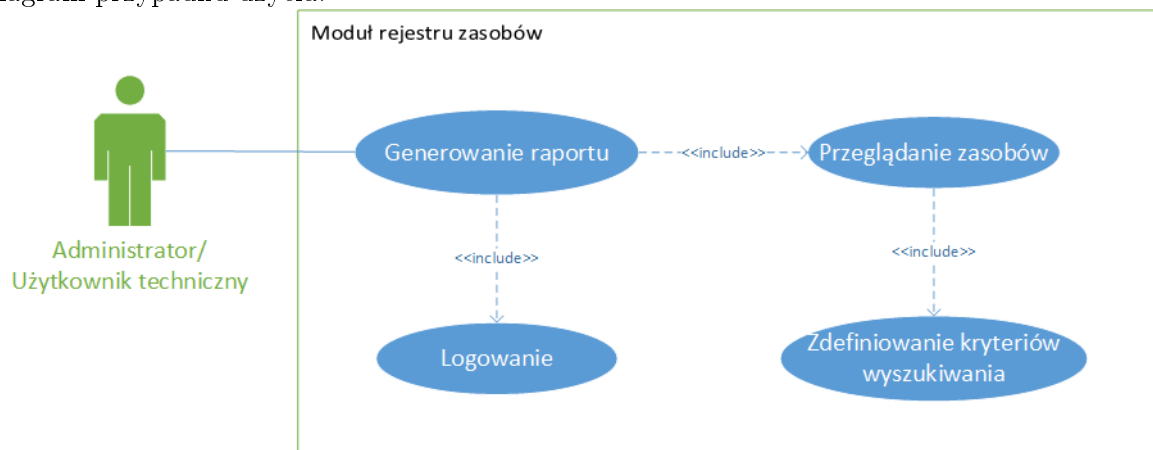 Moduł rejestru zasobów
Generowanie raportu
<<include>>
Przeglądanie zasobów
Administrator/
Użytkownik techniczny
<<include>>
<<include>>
Logowanie
Zdefiniowanie kryteriów
wyszukiwania